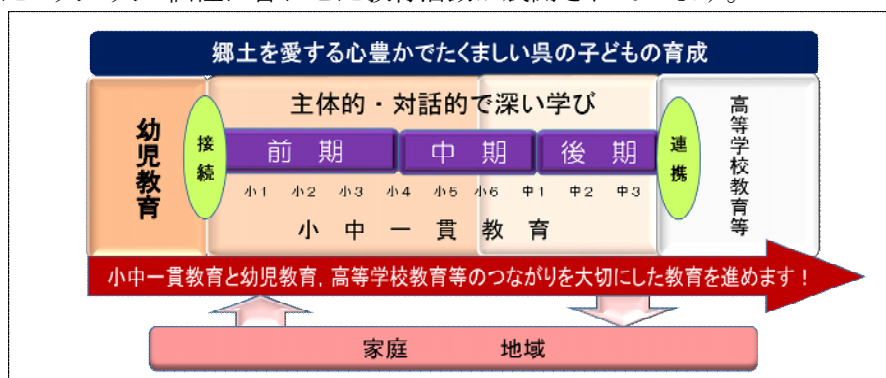 郷土を愛する心豊かでたくましい呉の子どもの育成
幼児教育
接続
主体的・対話的で深い学び
前期 中期 後期
小1 小2 小3 小4 小5 小6 中1 中2 中3
小中一貫教育
連携
高等学校教育等
小中一貫教育と幼児教育,高等学校教育等のつながりを大切にした教育を進めます!
家庭 地域